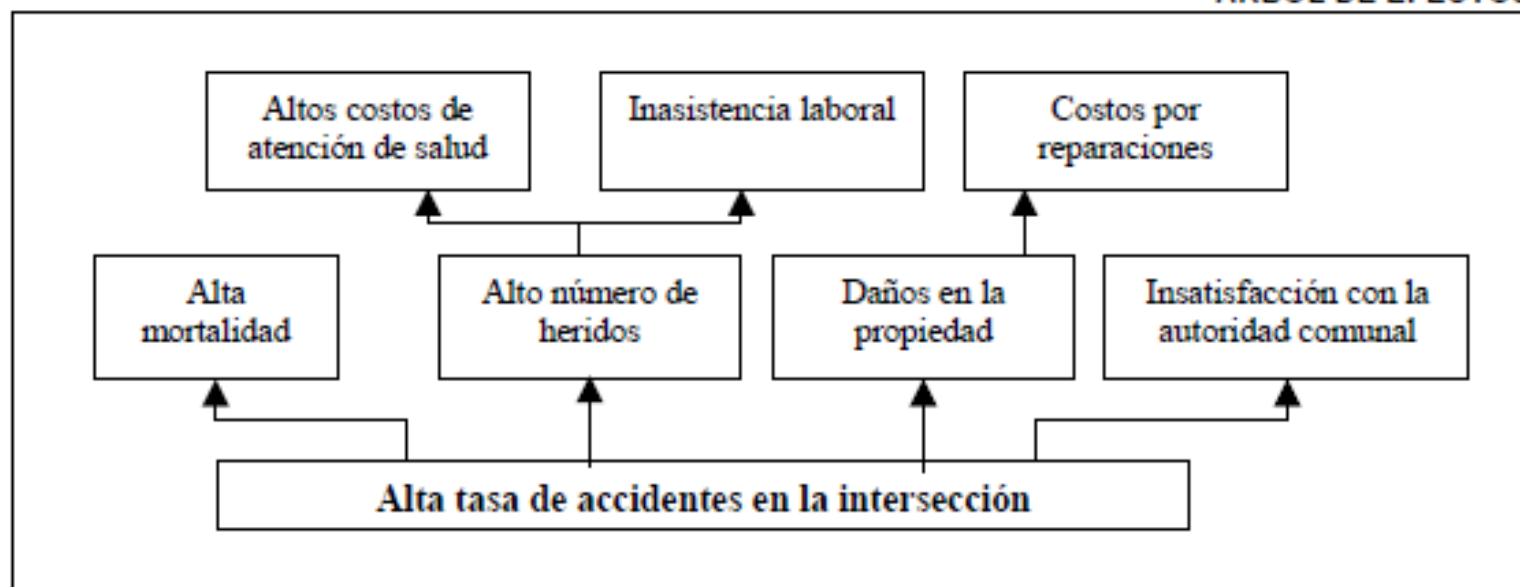 ÁRBOL DE EFECTOS
Altos costos de
atención de salud
Inasistencia laboral
Costos por
reparaciones
Alta
mortalidad
Alto número de
heridos
Daños en la
propiedad
Insatisfacción con la
autoridad comunal
Alta tasa de accidentes en la intersección